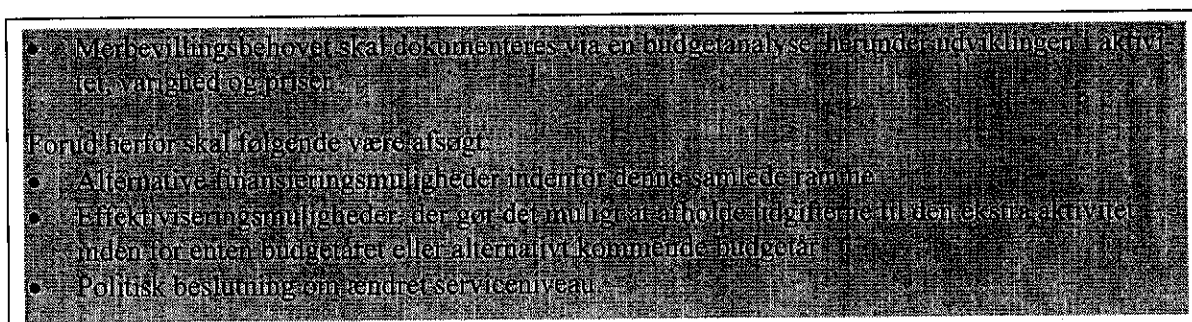 • Merbevillingsbehovet skal dokumenteres via en budgetanalyse, herunder udviklingen i aktivi-
tet, varighed og priser.
Forud herfor skal følgende være afsøgt:
• Alternative finansieringsmuligheder indenfor denne samlede ramme
• Effektiviseringsmuligheder, der gør det muligt at afholde udgifterne til den ekstra aktivitet
inden for enten budgetåret eller alternativt kommende budgetår
• Politisk beslutning om ændret serviceniveau